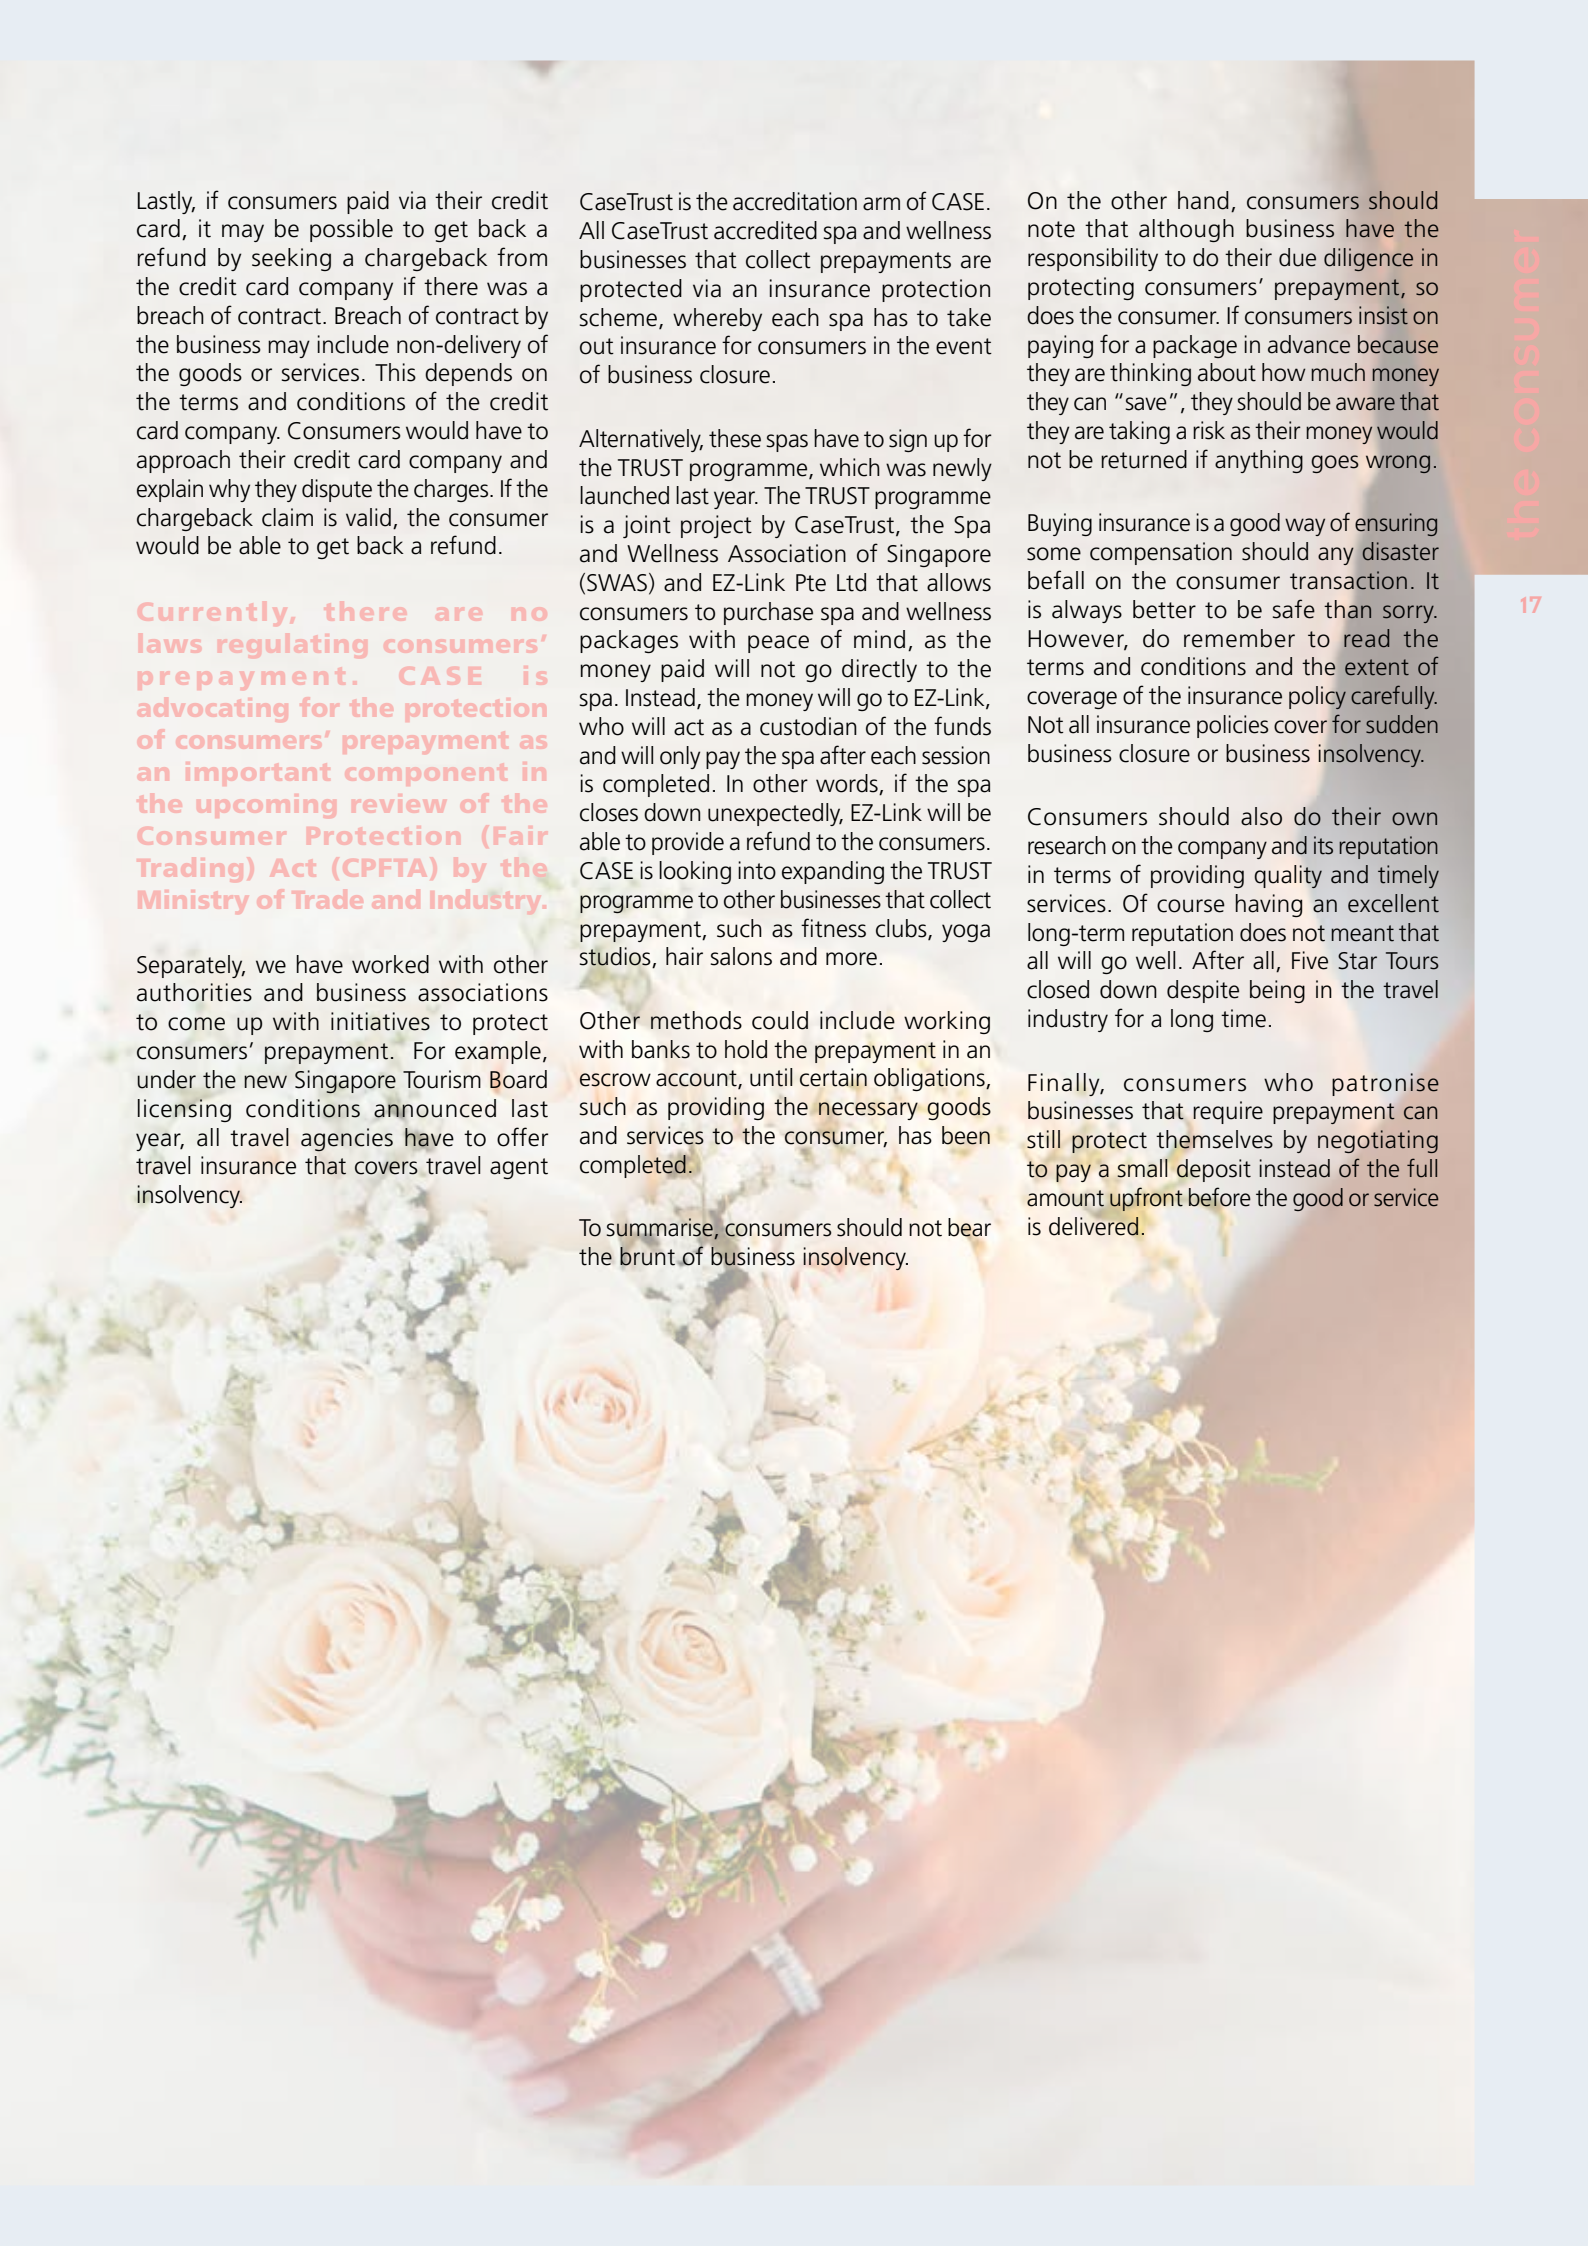 Lastly, if consumers paid via their credit
card, it may be possible to get back a
refund by seeking a chargeback from
the credit card company if there was a
breach of contract. Breach of contract by
the business may include non-delivery of
the goods or services. This depends on
the terms and conditions of the credit
card company. Consumers would have to
approach their credit card company and
explain why they dispute the charges. If the
chargeback claim is valid, the consumer
would be able to get back a refund.
Currently, there are no
laws regulating consumers’
prepayment. CASE is
advocating for the protection
of consumers’ prepayment as
an important component in
the upcoming review of the
Consumer Protection (Fair
Trading) Act (CPFTA) by the
Ministry of Trade and Industry.
Separately, we have worked with other
authorities and business associations
to come up with initiatives to protect
consumers’ prepayment. For example,
under the new Singapore Tourism Board
licensing conditions announced last
year, all travel agencies have to offer
travel insurance that covers travel agent
insolvency.
CaseTrust is the accreditation arm of CASE.
All CaseTrust accredited spa and wellness
businesses that collect prepayments are
protected via an insurance protection
scheme, whereby each spa has to take
out insurance for consumers in the event
of business closure.
Alternatively, these spas have to sign up for
the TRUST programme, which was newly
launched last year. The TRUST programme
is a joint project by CaseTrust, the Spa
and Wellness Association of Singapore
(SWAS) and EZ-Link Pte Ltd that allows
consumers to purchase spa and wellness
packages with peace of mind, as the
money paid will not go directly to the
spa. Instead, the money will go to EZ-Link,
who will act as a custodian of the funds
and will only pay the spa after each session
is completed. In other words, if the spa
closes down unexpectedly, EZ-Link will be
able to provide a refund to the consumers.
CASE is looking into expanding the TRUST
programme to other businesses that collect
prepayment, such as fitness clubs, yoga
studios, hair salons and more.
Other methods could include working
with banks to hold the prepayment in an
escrow account, until certain obligations,
such as providing the necessary goods
and services to the consumer, has been
completed.
To summarise, consumers should not bear
the brunt of business insolvency.
On the other hand, consumers should
note that although business have the
responsibility to do their due diligence in
protecting consumers’ prepayment, so
does the consumer. If consumers insist on
paying for a package in advance because
they are thinking about how much money
they can “save”, they should be aware that
they are taking a risk as their money would
not be returned if anything goes wrong.
Buying insurance is a good way of ensuring
some compensation should any disaster
befall on the consumer transaction. It
is always better to be safe than sorry.
However, do remember to read the
terms and conditions and the extent of
coverage of the insurance policy carefully.
Not all insurance policies cover for sudden
business closure or business insolvency.
Consumers should also do their own
research on the company and its reputation
in terms of providing quality and timely
services. Of course having an excellent
long-term reputation does not meant that
all will go well. After all, Five Star Tours
closed down despite being in the travel
industry for a long time.
Finally, consumers who patronise
businesses that require prepayment can
still protect themselves by negotiating
to pay a small deposit instead of the full
amount upfront before the good or service
is delivered.
the consumer
17